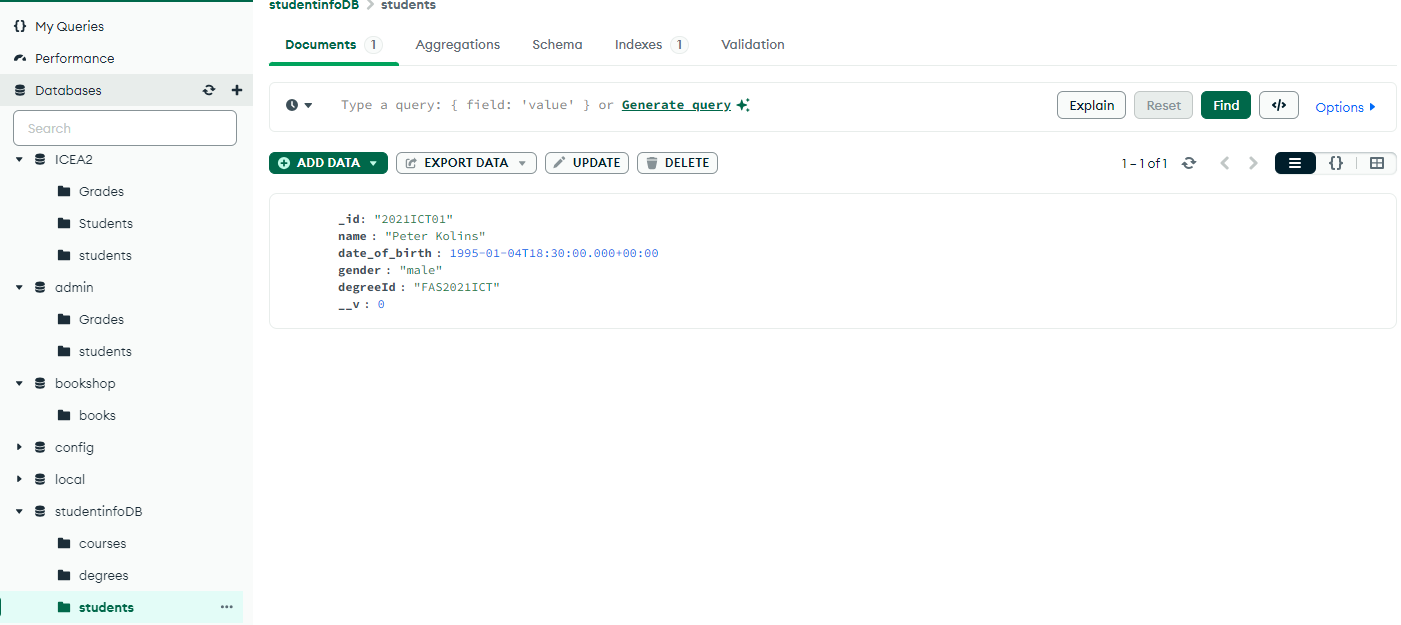 studentinfoDB > students
{} My Queries
Performance
Databases
Search
ICEA2
Grades
Students
students
admin
Grades
students
bookshop
books
config
local
studentinfoDB
courses
degrees
students
Documents 1 Aggregations Schema Indexes 1 Validation
Type a query: { field: 'value' } or Generate query
Explain Reset Find </> Options
ADD DATA EXPORT DATA UPDATE DELETE
1 – 1 of 1 {}
_id: "2021ICT01"
name : "Peter Kolins"
date_of_birth : 1995-01-04T18:30:00.000+00:00
gender : "male"
degreeId : "FAS2021ICT"
__v : 0